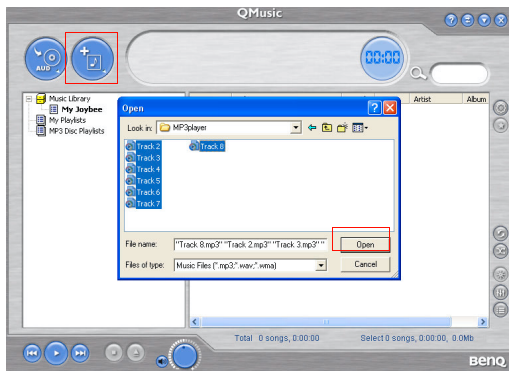 QMusic
AUD
00:00
Music Library
My Joybee
My Playlists
MP3 Disc Playlists
Artist Album
Open
Look in: MP3player
Track 2
Track 3
Track 4
Track 5
Track 6
Track 7
Track 8
File name: "Track 8.mp3" "Track 2.mp3" "Track 3.mp3" "
Open
Files of type: Music Files (*.mp3;*.wav;*.wma)
Cancel
Total 0 songs, 0:00:00 Select 0 songs, 0:00:00, 0.0Mb
BenQ